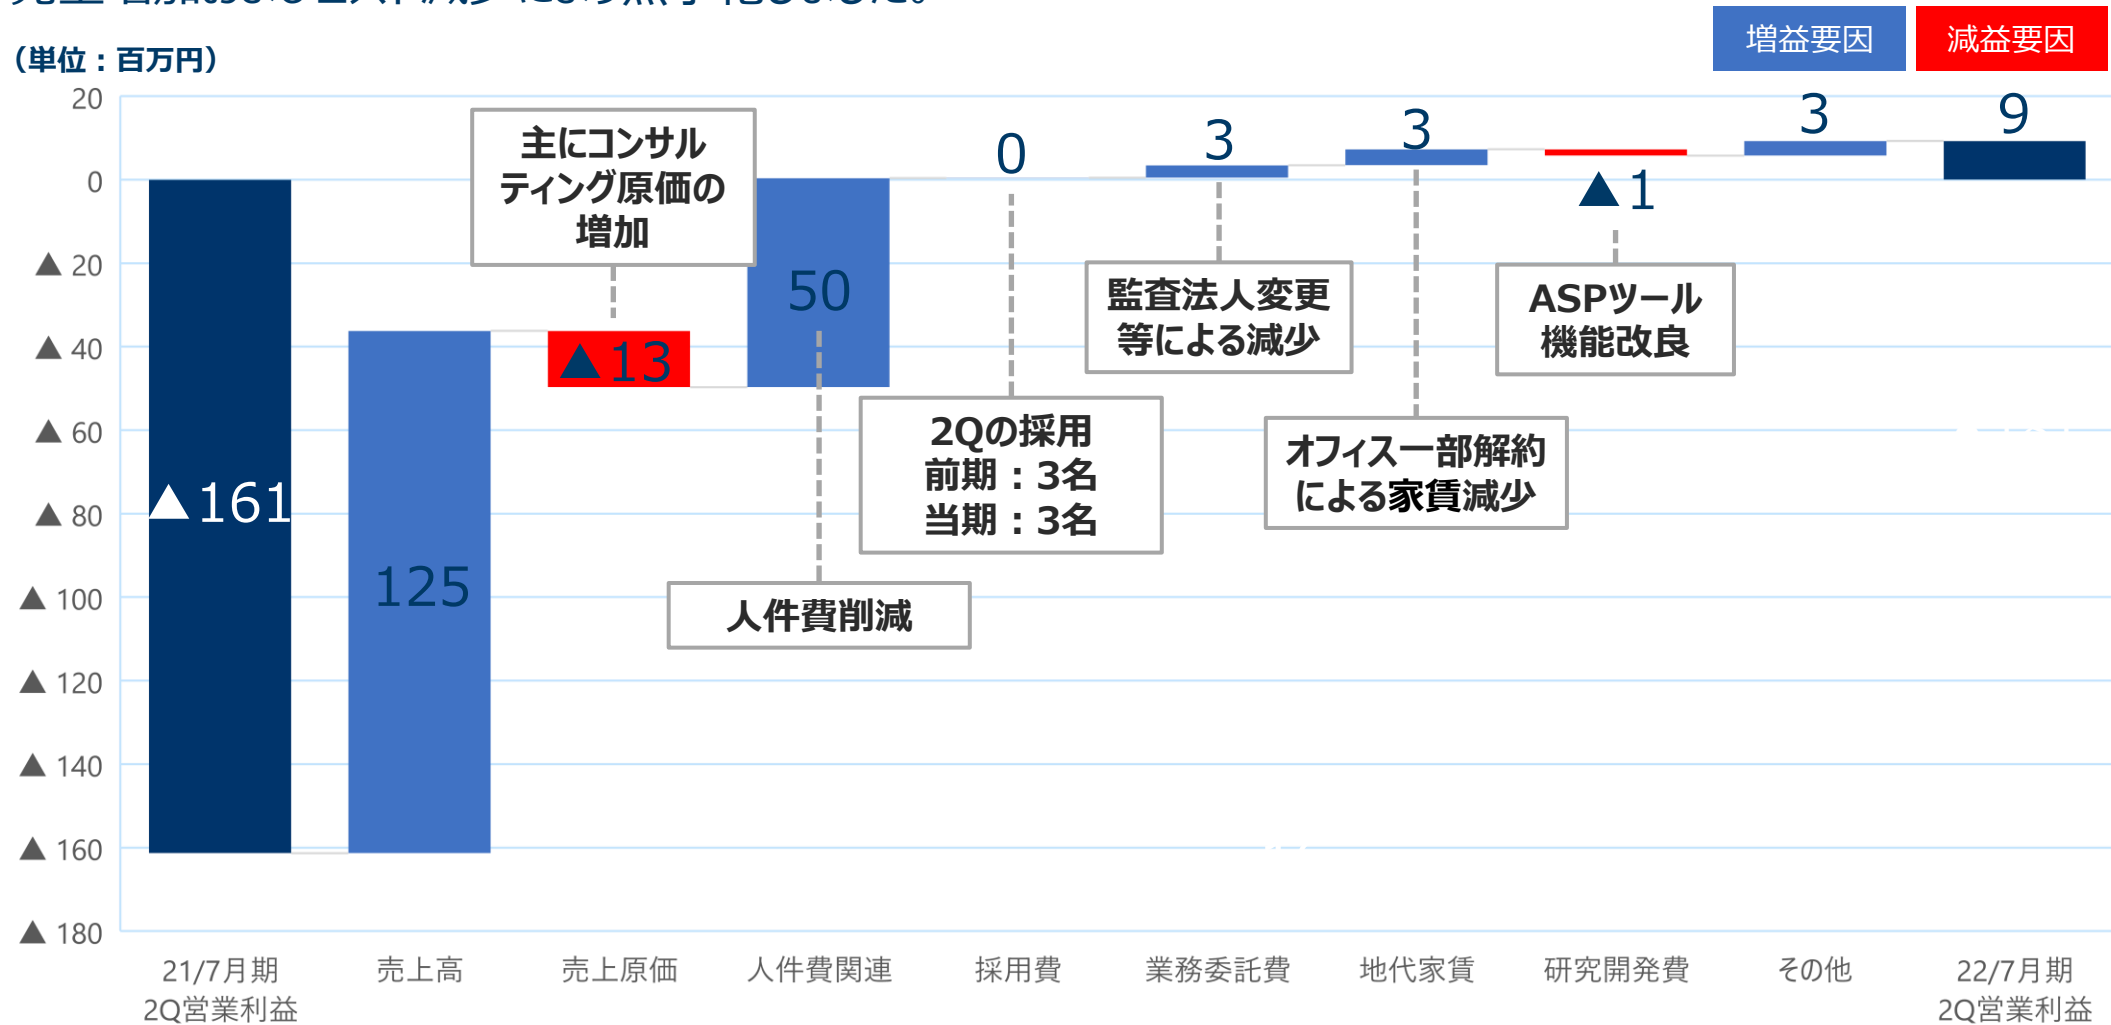 （単位：百万円）
増益要因
減益要因
20
0
▲ 20
▲ 40
▲ 60
▲ 80
▲ 100
▲ 120
▲ 140
▲ 160
▲ 180
▲161
125
主にコンサル
ティング原価の
増加
▲13
50
人件費削減
0
2Qの採用
前期：3名
当期：3名
3
監査法人変更
等による減少
3
オフィス一部解約
による家賃減少
▲1
ASPツール
機能改良
3
9
21/7月期
2Q営業利益
売上高
売上原価
人件費関連
採用費
業務委託費
地代家賃
研究開発費
その他
22/7月期
2Q営業利益